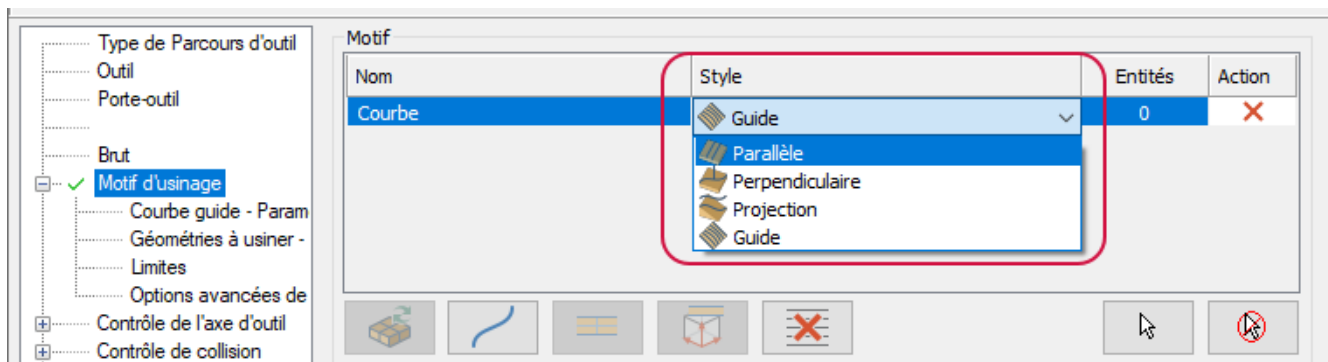 Type de Parcours d'outil
Outil
Porte-outil
Brut
Motif d'usinage
Courbe guide - Param
Géométries à usiner -
Limites
Options avancées de
Contrôle de l'axe d'outil
Contrôle de collision
Motif
Nom Style Entités Action
Courbe Guide 0
Parallèle
Perpendiculaire
Projection
Guide